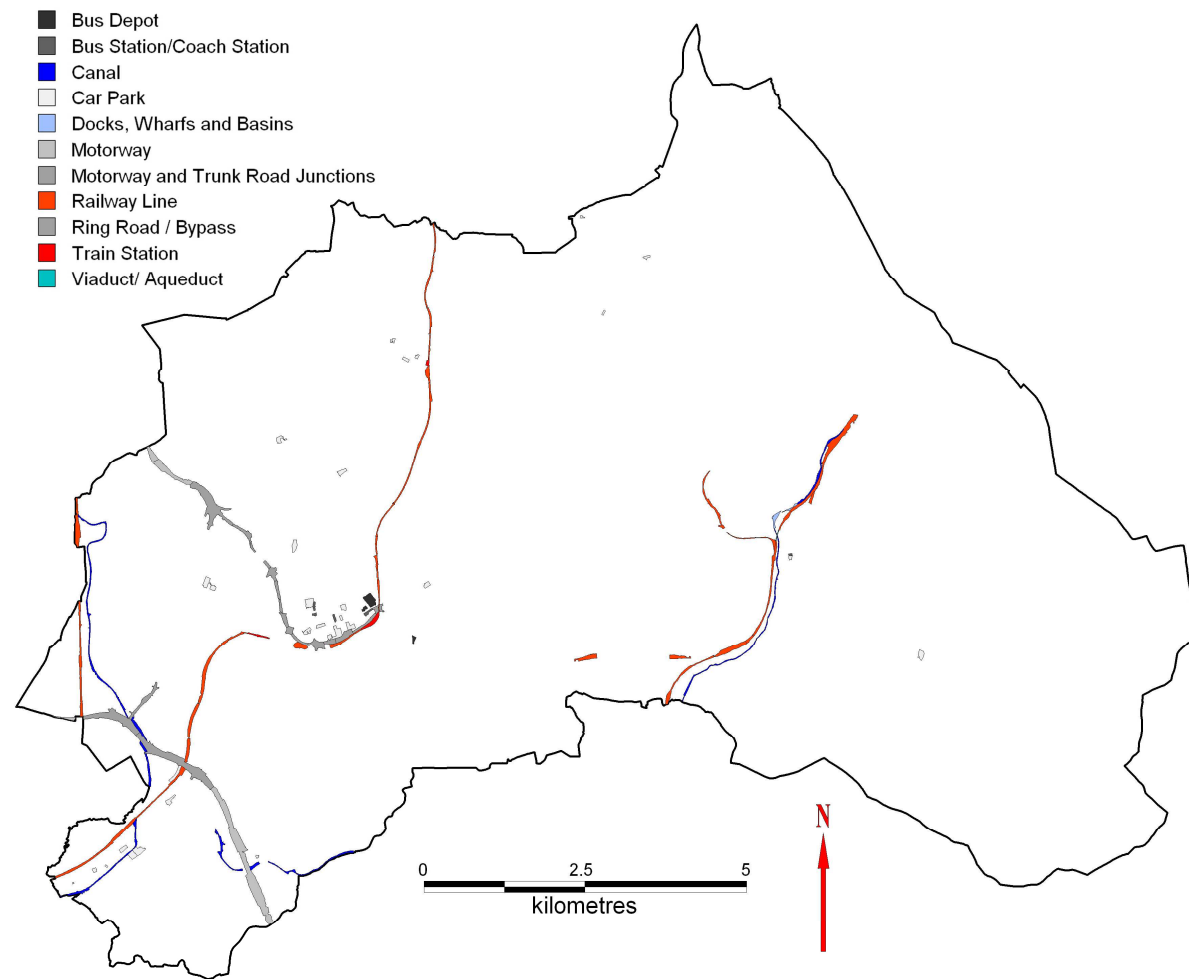 Bus Depot
Bus Station/Coach Station
Canal
Car Park
Docks, Wharfs and Basins
Motorway
Motorway and Trunk Road Junctions
Railway Line
Ring Road / Bypass
Train Station
Viaduct/ Aqueduct
N
0 2.5 5
kilometres